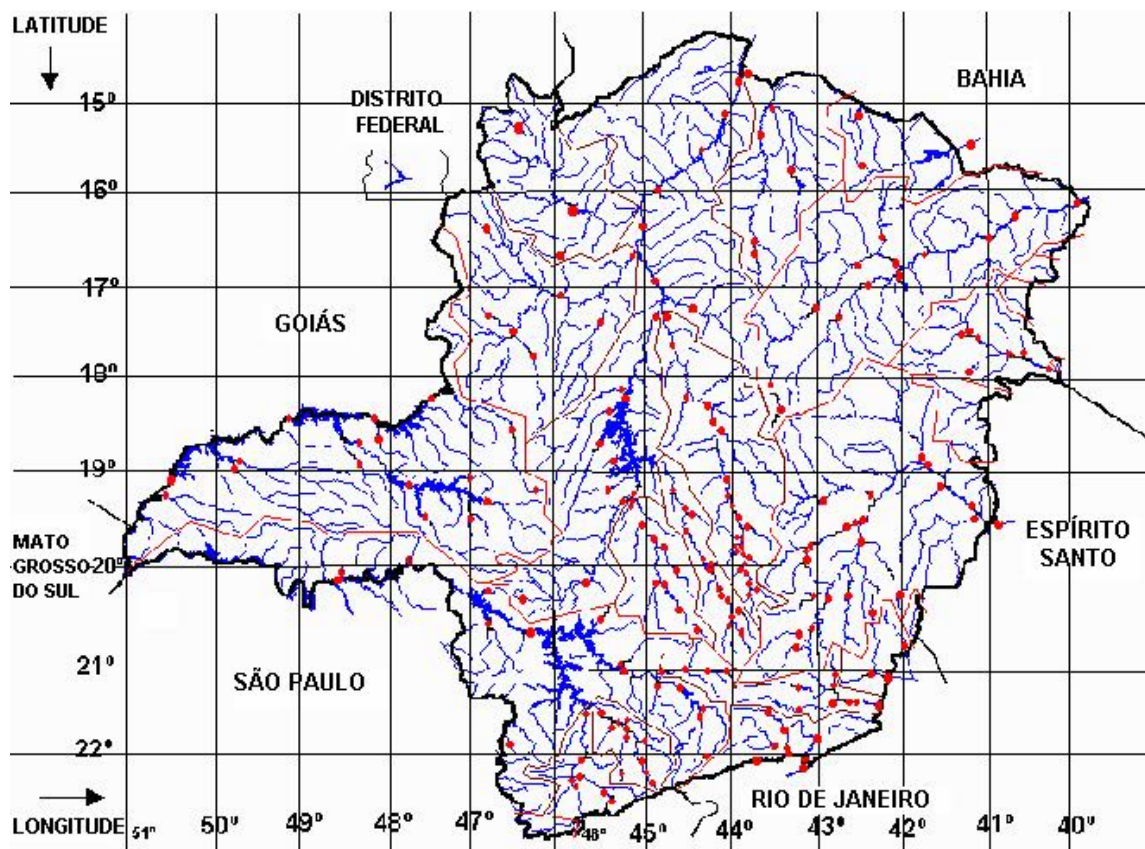 LATITUDE
BAHIA
DISTRITO
FEDERAL
15º
16º
17º
GOIÁS
18º
19º
MATO
GROSSO
20º
DO SUL
ESPÍRITO
SANTO
21º
SÃO PAULO
22º
RIO DE JANEIRO
LONGITUDE
51º
50º
49º
48º
47º
46º
45º
44º
43º
42º
41º
40º